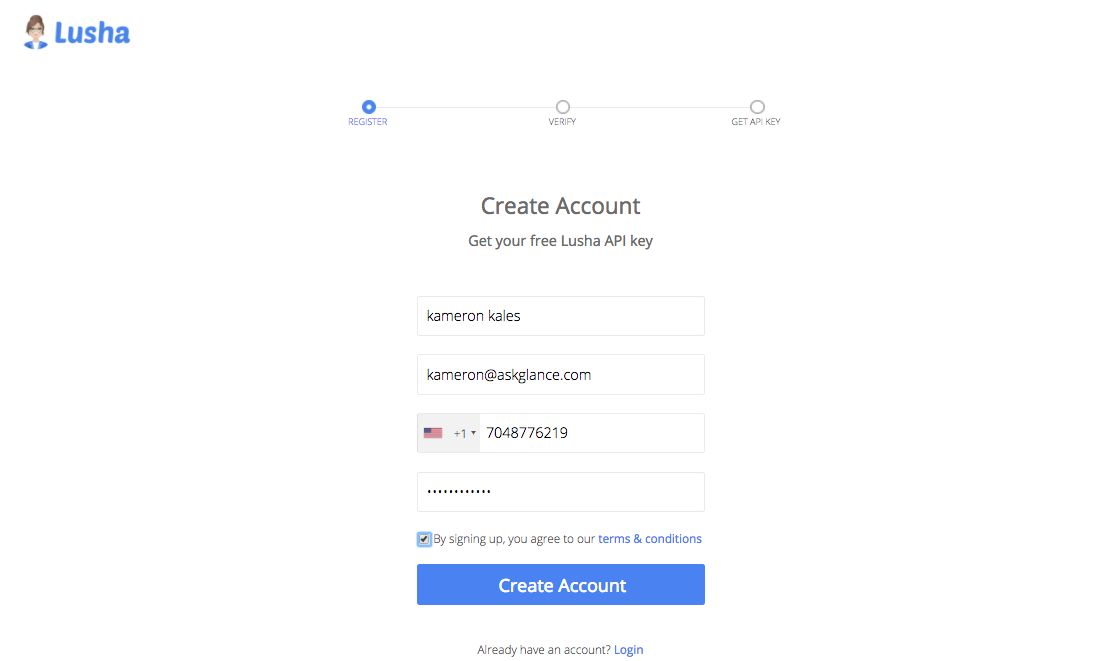 Lusha
REGISTER
VERIFY
GET API KEY
Create Account
Get your free Lusha API key
kameron kales
kameron@askglance.com
+1 7048776219
••••••••••••
By signing up, you agree to our terms & conditions
Create Account
Already have an account? Login